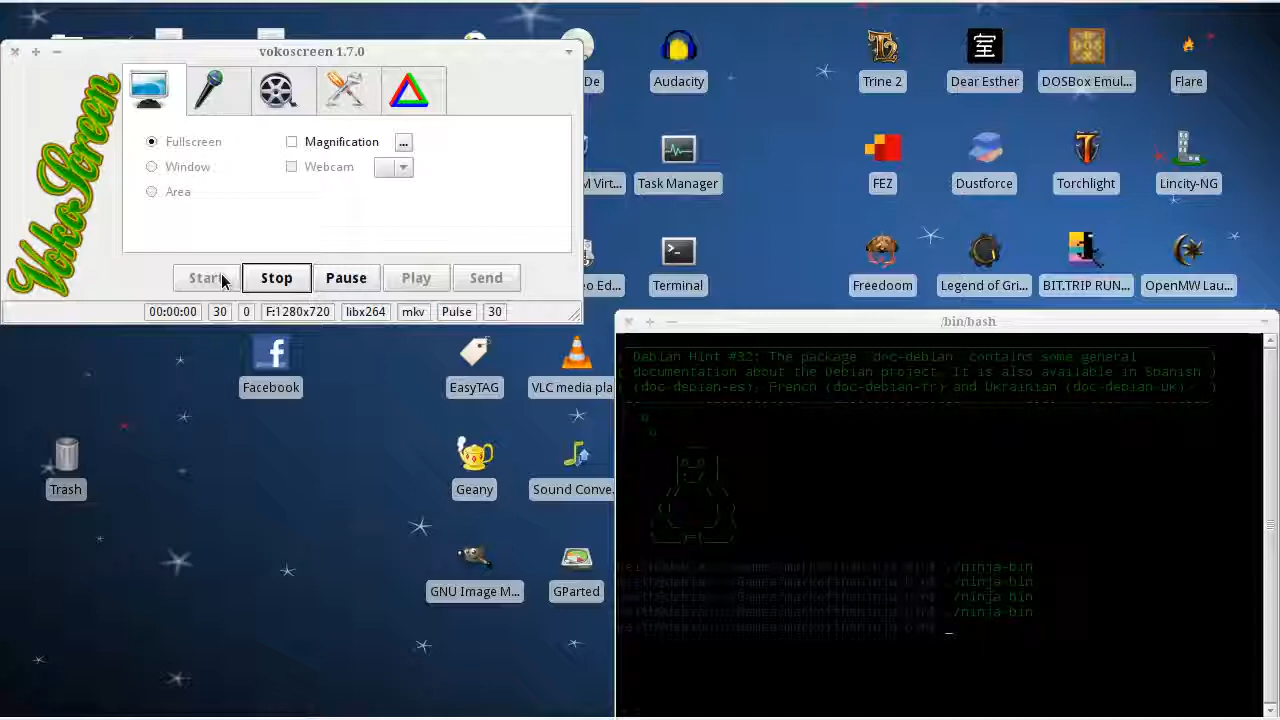 vokoscreen 1.7.0
VokoScreen
Fullscreen
Magnification
...
Window
Webcam
Area
Start
Stop
Pause
Play
Send
00:00:00
30
0
F:1280x720
libx264
mkv
Pulse
30
De
Audacity
Trine 2
Dear Esther
DOSBox Emul...
Flare
M Virt...
Task Manager
FEZ
Dustforce
Torchlight
Lincity-NG
eo Ed...
Terminal
Freedoom
Legend of Gri...
BIT.TRIP RUN...
OpenMW Lau...
Facebook
EasyTAG
VLC media pla
Trash
Geany
Sound Conve...
GNU Image M...
GParted
/bin/bash
Debian Hint #32: The package doc-debian contains some general
documentation about the Debian project. It is also available in Spanish
(doc-debian-es), French (doc-debian-fr) and Ukrainian (doc-debian-uk).
./ninja-bin
./ninja-bin
./ninja-bin
./ninja-bin